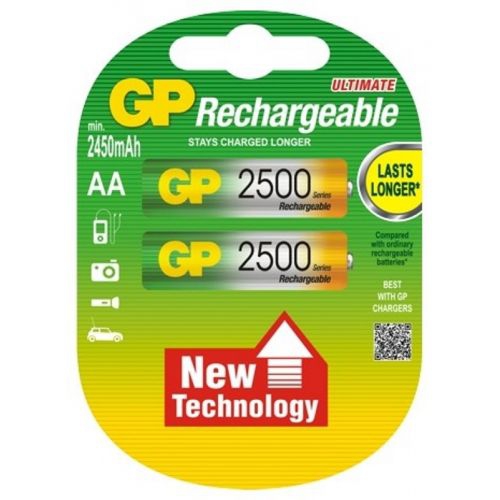 ULTIMATE
GP Rechargeable
min.
2450mAh
STAYS CHARGED LONGER
AA
GP 2500 Series
Rechargeable
LASTS
LONGER*
GP 2500 Series
Rechargeable
Compared
with ordinary
rechargeable
batteries*
BEST
WITH GP
CHARGERS
New
Technology